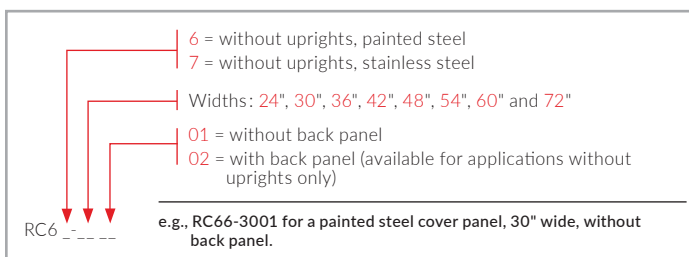 6 = without uprights, painted steel
7 = without uprights, stainless steel
Widths: 24", 30", 36", 42", 48", 54", 60" and 72"
01 = without back panel
02 = with back panel (available for applications without
uprights only)
RC6 _-__ __
e.g., RC66-3001 for a painted steel cover panel, 30" wide, without
back panel.